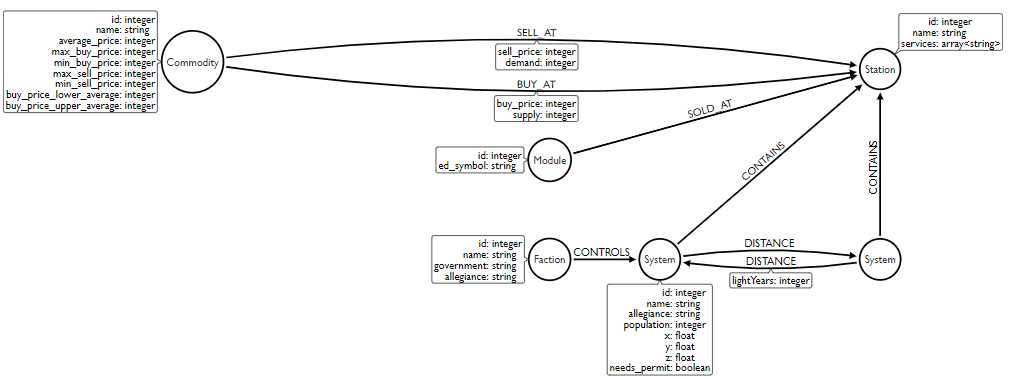 id: integer
name: string
average_price: integer
max_buy_price: integer
min_buy_price: integer
max_sell_price: integer
min_sell_price: integer
buy_price_lower_average: integer
buy_price_upper_average: integer
Commodity
SELL_AT
sell_price: integer
demand: integer
BUY_AT
buy_price: integer
supply: integer
id: integer
name: string
services: array<string>
Station
SOLD_AT
id: integer
ed_symbol: string
Module
CONTAINS
CONTAINS
id: integer
name: string
government: string
allegiance: string
Faction
CONTROLS
System
DISTANCE
DISTANCE
lightYears: integer
System
id: integer
name: string
allegiance: string
population: integer
x: float
y: float
z: float
needs_permit: boolean